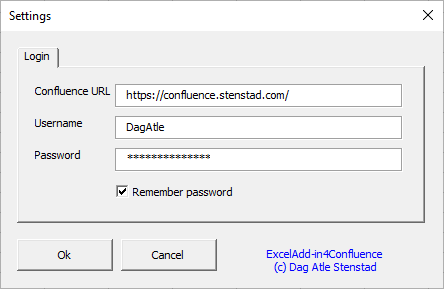 Settings
Login
Confluence URL https://confluence.stenstad.com/
Username DagAtle
Password **************
Remember password
Ok Cancel ExcelAdd-in4Confluence
(c) Dag Atle Stenstad